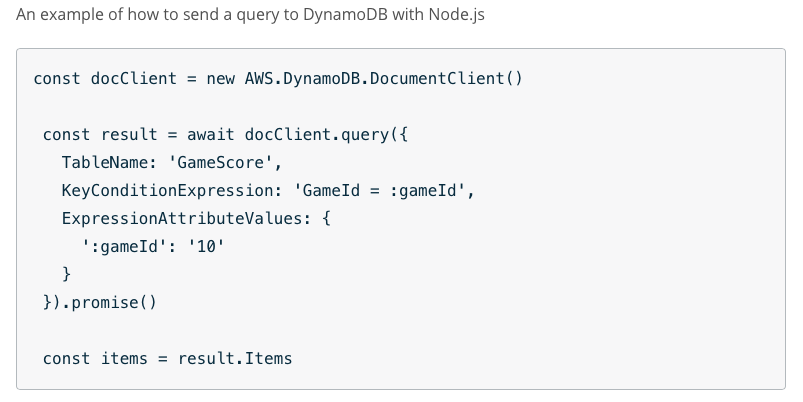 An example of how to send a query to DynamoDB with Node.js
const docClient = new AWS.DynamoDB.DocumentClient()
const result = await docClient.query({
TableName: 'GameScore',
KeyConditionExpression: 'GameId = :gameId',
ExpressionAttributeValues: {
':gameId': '10'
}
}).promise()
const items = result.Items